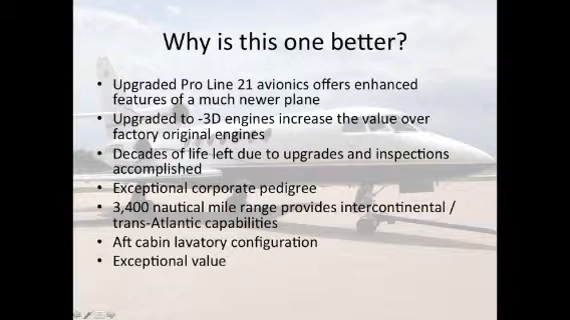 Why is this one better?
• Upgraded Pro Line 21 avionics offers enhanced
features of a much newer plane
• Upgraded to -3D engines increase the value over
factory original engines
• Decades of life left due to upgrades and inspections
accomplished
• Exceptional corporate pedigree
• 3,400 nautical mile range provides intercontinental /
trans-Atlantic capabilities
• Aft cabin lavatory configuration
• Exceptional value